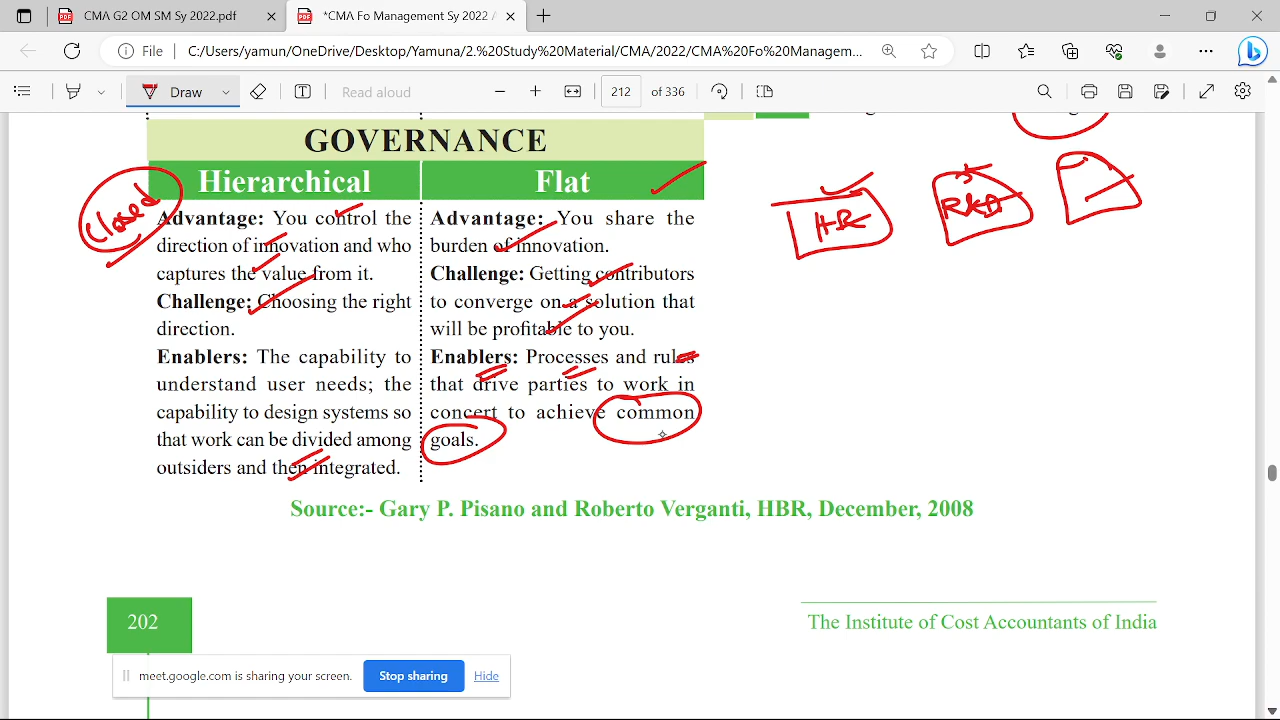 CMA G2 OM SM Sy 2022.pdf
*CMA Fo Management Sy 2022 /
File
C:/Users/yamun/OneDrive/Desktop/Yamuna/2.%20Study%20Material/CMA/2022/CMA%20Fo%20Managem...
Draw
Read aloud
212 of 336
GOVERNANCE
Hierarchical
Advantage: You control the
direction of innovation and who
captures the value from it.
Challenge: Choosing the right
direction.
Enablers: The capability to
understand user needs; the
capability to design systems so
that work can be divided among
outsiders and then integrated.
Flat
Advantage: You share the
burden of innovation.
Challenge: Getting contributors
to converge on a solution that
will be profitable to you.
Enablers: Processes and rules
that drive parties to work in
concert to achieve common
goals.
Closed
HR
R&D
Source:- Gary P. Pisano and Roberto Verganti, HBR, December, 2008
202
The Institute of Cost Accountants of India
meet.google.com is sharing your screen.
Stop sharing
Hide